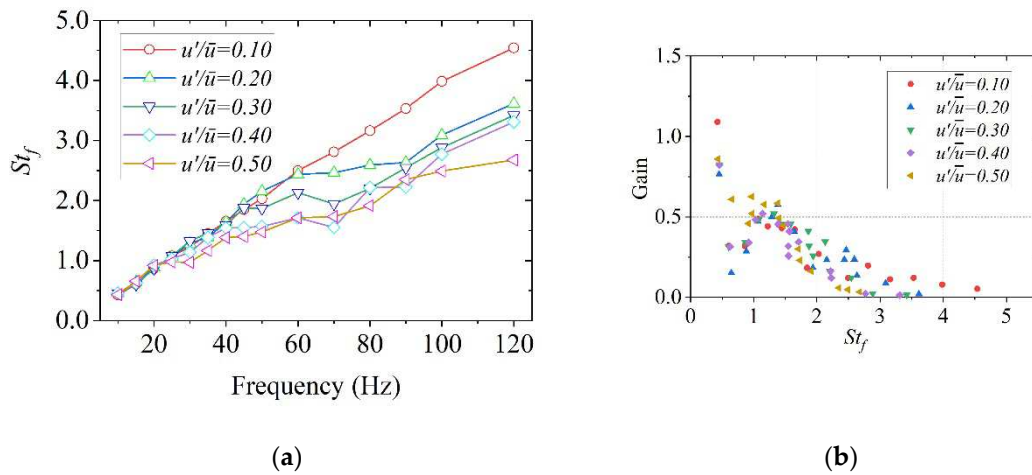 5.0
4.0
3.0
2.0
1.0
0.0
St_f
u'/ū=0.10
u'/ū=0.20
u'/ū=0.30
u'/ū=0.40
u'/ū=0.50
20 40 60 80 100 120
Frequency (Hz)
(a)
1.5
1.0
0.5
0.0
Gain
u'/ū=0.10
u'/ū=0.20
u'/ū=0.30
u'/ū=0.40
u'/ū=0.50
0 1 2 3 4 5
St_f
(b)